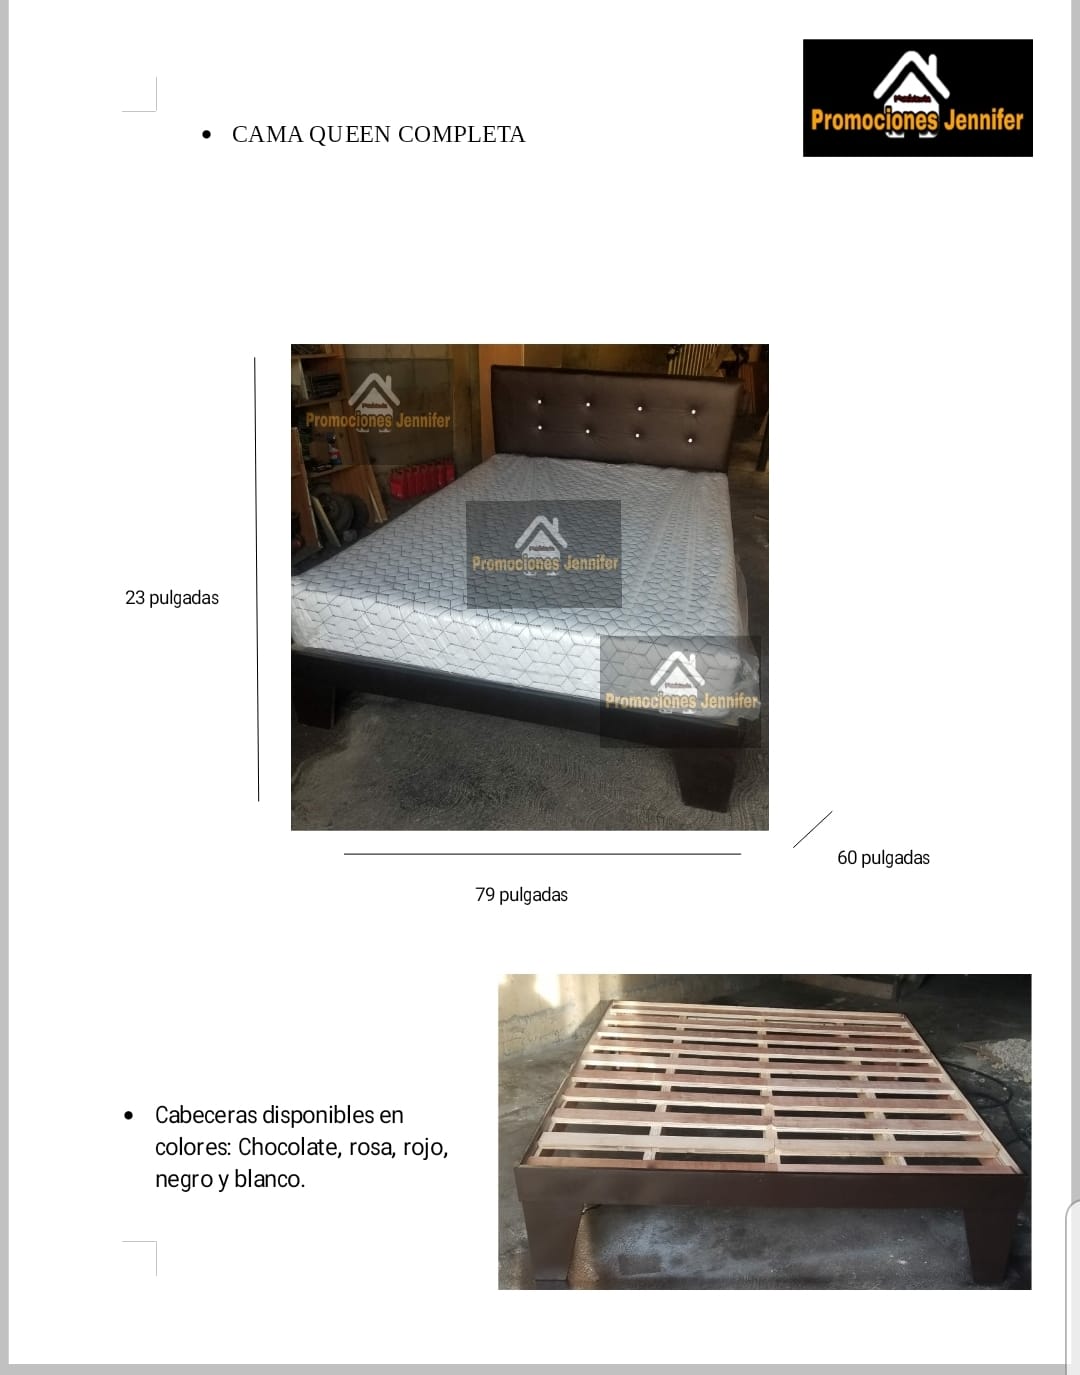 Promociones Jennifer
• CAMA QUEEN COMPLETA
Promociones Jennifer
Promociones Jennifer
23 pulgadas
Promociones Jennifer
60 pulgadas
79 pulgadas
• Cabeceras disponibles en
colores: Chocolate, rosa, rojo,
negro y blanco.